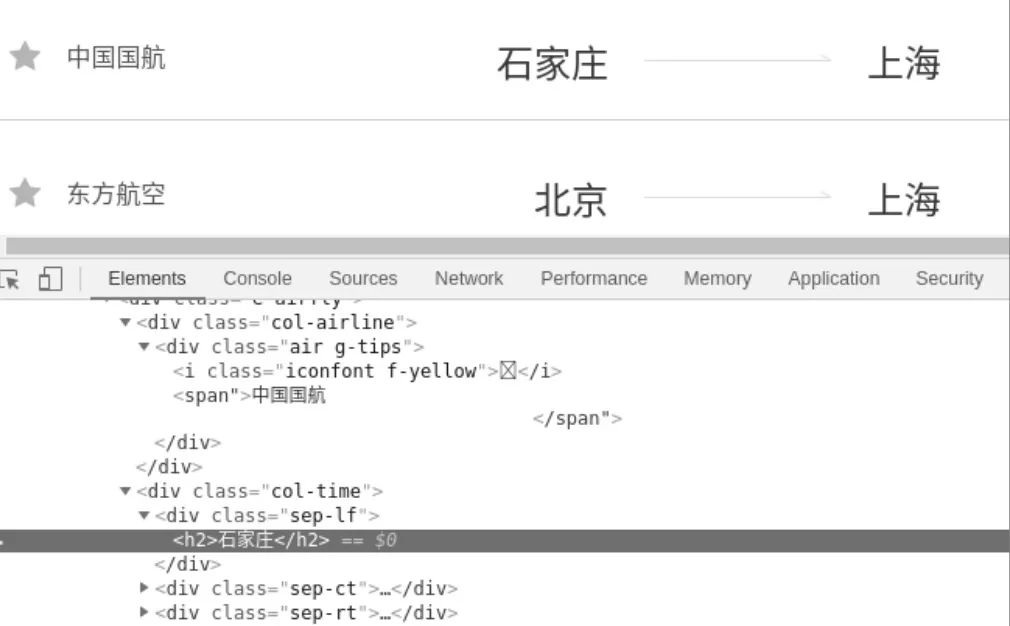 中国国航 石家庄 上海
东方航空 北京 上海
Elements Console Sources Network Performance Memory Application Security
<div class="c-airfly">
<div class="col-airline">
<div class="air g-tips">
<i class="iconfont f-yellow"></i>
<span">中国国航
</span">
</div>
</div>
<div class="col-time">
<div class="sep-lf">
<h2>石家庄</h2> == $0
</div>
<div class="sep-ct">…</div>
<div class="sep-rt">…</div>